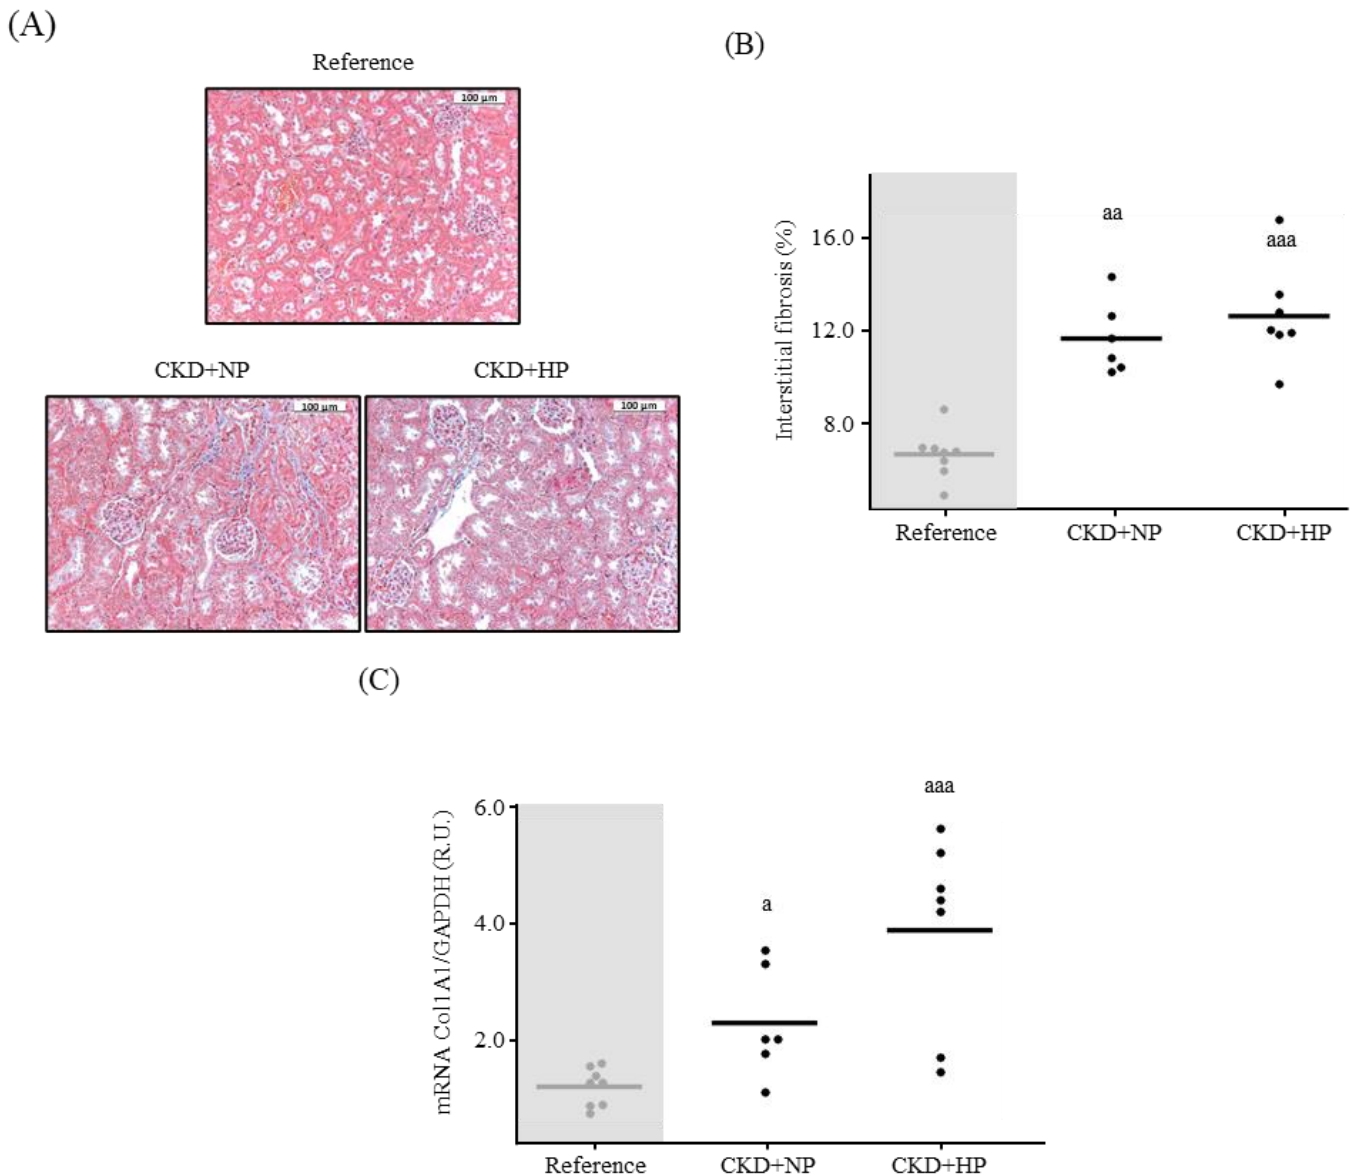 (A)
Reference
100 µm
CKD+NP
CKD+HP
100 µm
100 µm
(B)
Interstitial fibrosis (%)
16.0
12.0
8.0
aa
aaa
Reference
CKD+NP
CKD+HP
(C)
mRNA Col1A1/GAPDH (R.U.)
6.0
4.0
2.0
a
aaa
Reference
CKD+NP
CKD+HP